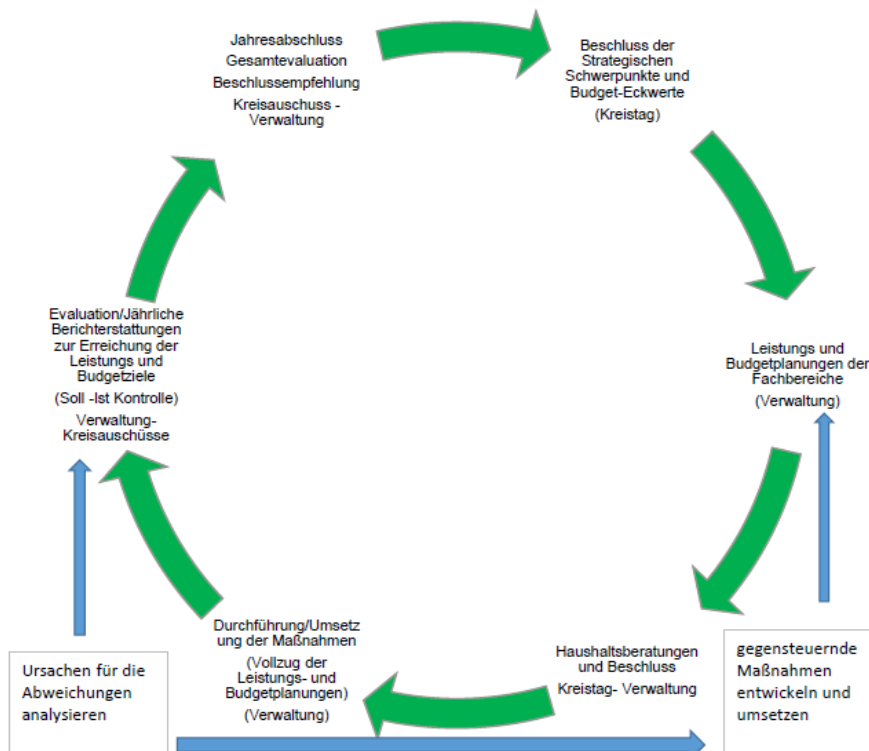 Jahresabschluss
Gesamtevaluation
Beschlussempfehlung
Kreisauschuss -
Verwaltung
Beschluss der
Strategischen
Schwerpunkte und
Budget-Eckwerte
(Kreistag)
Leistungs und
Budgetplanungen der
Fachbereiche
(Verwaltung)
Haushaltsberatungen
und Beschluss
Kreistag- Verwaltung
Durchführung/Umsetz
ung der Maßnahmen
(Vollzug der
Leistungs- und
Budgetplanungen)
(Verwaltung)
Evaluation/Jährliche
Berichterstattungen
zur Erreichung der
Leistungs und
Budgetziele
(Soll -Ist Kontrolle)
Verwaltung-
Kreisauschüsse
Ursachen für die
Abweichungen
analysieren
gegensteuernde
Maßnahmen
entwickeln und
umsetzen